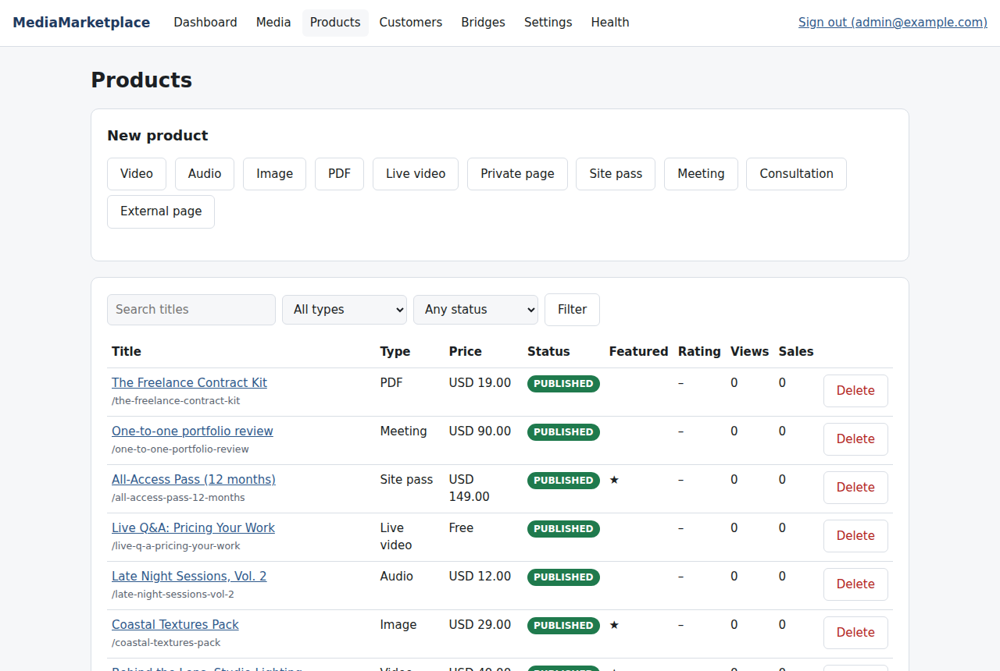 MediaMarketplace Dashboard Media Products Customers Bridges Settings Health Sign out (admin@example.com)
Products
New product
Video Audio Image PDF Live video Private page Site pass Meeting Consultation
External page
Search titles All types Any status Filter
Title Type Price Status Featured Rating Views Sales
The Freelance Contract Kit PDF USD 19.00 PUBLISHED – 0 0 Delete
/the-freelance-contract-kit
One-to-one portfolio review Meeting USD 90.00 PUBLISHED – 0 0 Delete
/one-to-one-portfolio-review
All-Access Pass (12 months) Site pass USD 149.00 PUBLISHED ★ – 0 0 Delete
/all-access-pass-12-months
Live Q&A: Pricing Your Work Live video Free PUBLISHED – 0 0 Delete
/live-q-a-pricing-your-work
Late Night Sessions, Vol. 2 Audio USD 12.00 PUBLISHED – 0 0 Delete
/late-night-sessions-vol-2
Coastal Textures Pack Image USD 29.00 PUBLISHED ★ – 0 0 Delete
/coastal-textures-pack
Behind the Lens: Studio Lighting Video USD 49.00 PUBLISHED